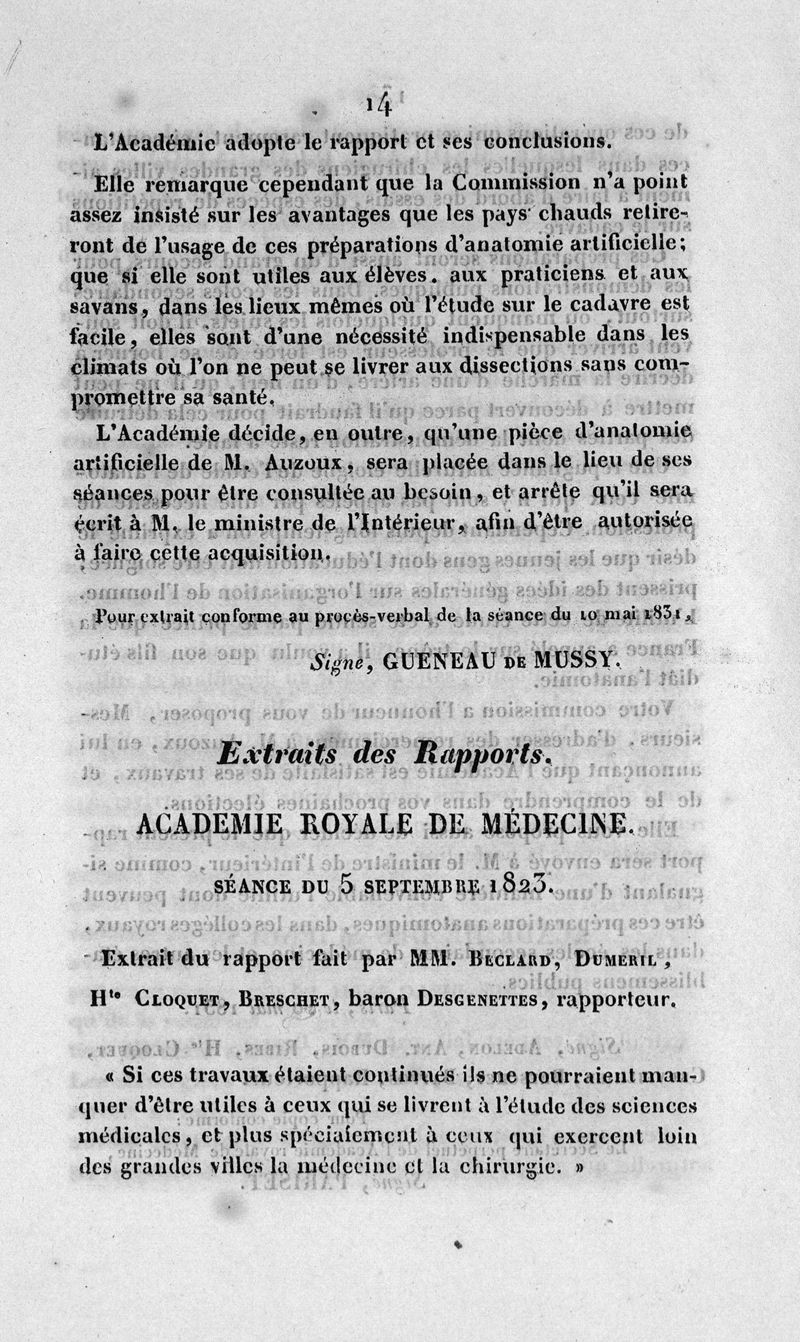 14
L'Académie adopte le rapport et ses conclusions.
Elle remarque cependant que la Commission n'a point
assez insisté sur les avantages que les pays chauds retire-
ront de l'usage de ces préparations d'anatomie artificielle;
que si elle sont utiles aux élèves. aux praticiens et aux
savans, dans les lieux mêmes où l'étude sur le cadavre est
facile, elles sont d'une nécessité indispensable dans les
climats où l'on ne peut se livrer aux dissections sans com-
promettre sa santé.
L'Académie décide, en outre, qu'une pièce d'anatomie
artificielle de M. Auzoux, sera placée dans le lieu de ses
séances pour être consultée au besoin, et arrête qu'il sera
écrit à M. le ministre de l'Intérieur, afin d'être autorisée
à faire cette acquisition.
Pour extrait conforme au procès-verbal de la séance du 10 mai 1831,
Signé, GUENEAU DE MUSSY.
Extraits des Rapports.
ACADEMIE ROYALE DE MÉDECINE.
SÉANCE DU 5 SEPTEMBRE 1823.
Extrait du rapport fait par MM. BECLARD, DUMERIL,
Hte CLOQUET, BRESCHET, baron DESGENETTES, rapporteur.
« Si ces travaux étaient continués ils ne pourraient man-
quer d'être utiles à ceux qui se livrent à l'étude des sciences
médicales, et plus spécialement à ceux qui exercent loin
des grandes villes la médecine et la chirurgie. »